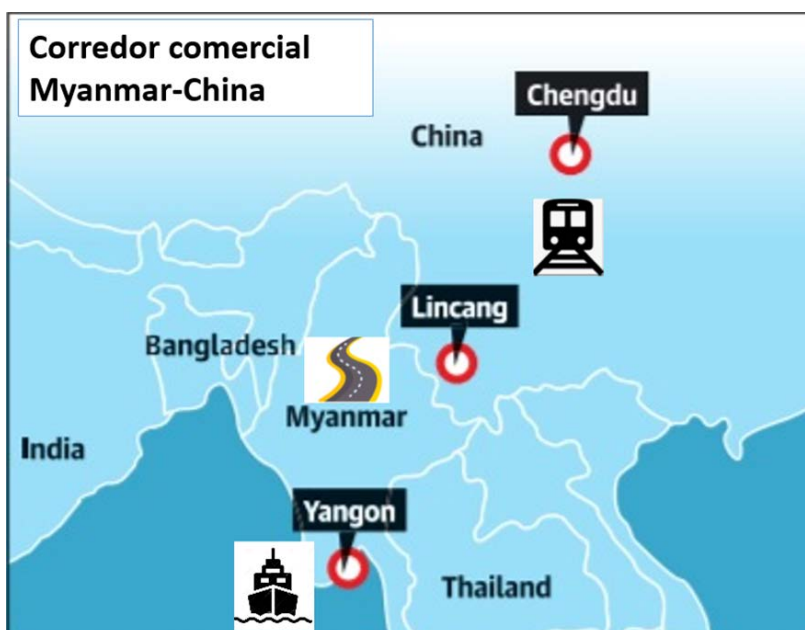 Corredor comercial
Myanmar-China
Chengdu
China
Lincang
Bangladesh
Myanmar
India
Yangon
Thailand